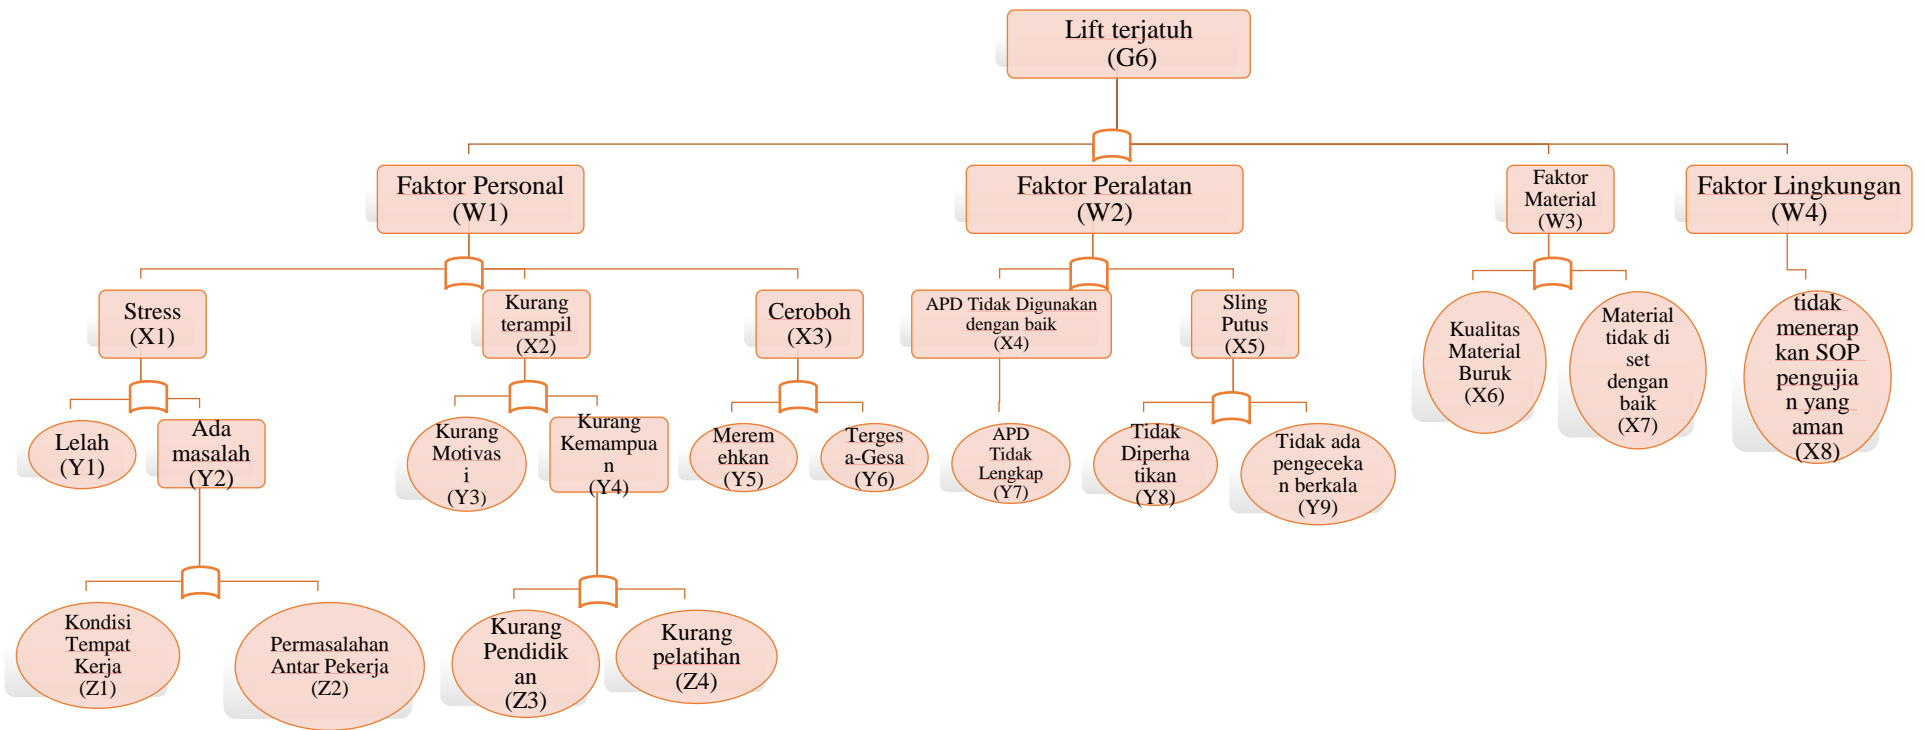 Lift terjatuh
(G6)
Faktor Personal
(W1)
Faktor Peralatan
(W2)
Faktor
Material
(W3)
Faktor Lingkungan
(W4)
Stress
(X1)
Kurang
terampil
(X2)
Ceroboh
(X3)
APD Tidak Digunakan
dengan baik
(X4)
Sling
Putus
(X5)
Kualitas
Material
Buruk
(X6)
Material
tidak di
set
dengan
baik
(X7)
tidak
menerap
kan SOP
pengujia
n yang
aman
(X8)
Lelah
(Y1)
Ada
masalah
(Y2)
Kurang
Motivas
i
(Y3)
Kurang
Kemampua
n
(Y4)
Merem
ehkan
(Y5)
Terges
a-Gesa
(Y6)
APD
Tidak
Lengkap
(Y7)
Tidak
Diperha
tikan
(Y8)
Tidak ada
pengeceka
n berkala
(Y9)
Kondisi
Tempat
Kerja
(Z1)
Permasalahan
Antar Pekerja
(Z2)
Kurang
Pendidik
an
(Z3)
Kurang
pelatihan
(Z4)